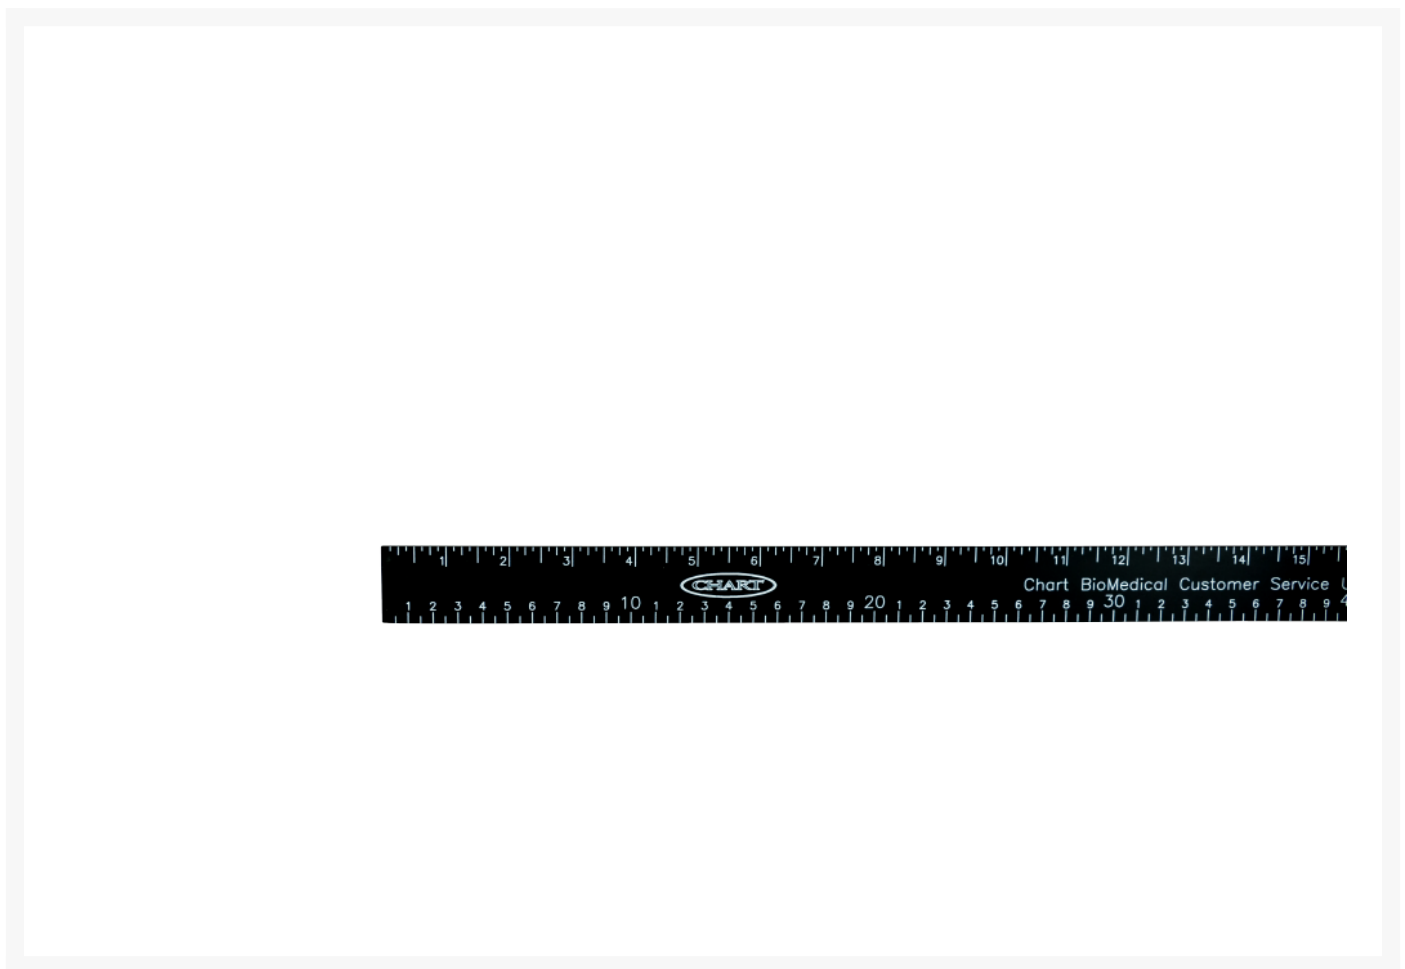 1 2 3 4 5 6 7 8 9 10 11 12 13 14 15
CHART
Chart BioMedical Customer Service
1 2 3 4 5 6 7 8 9 10 1 2 3 4 5 6 7 8 9 20 1 2 3 4 5 6 7 8 9 30 1 2 3 4 5 6 7 8 9